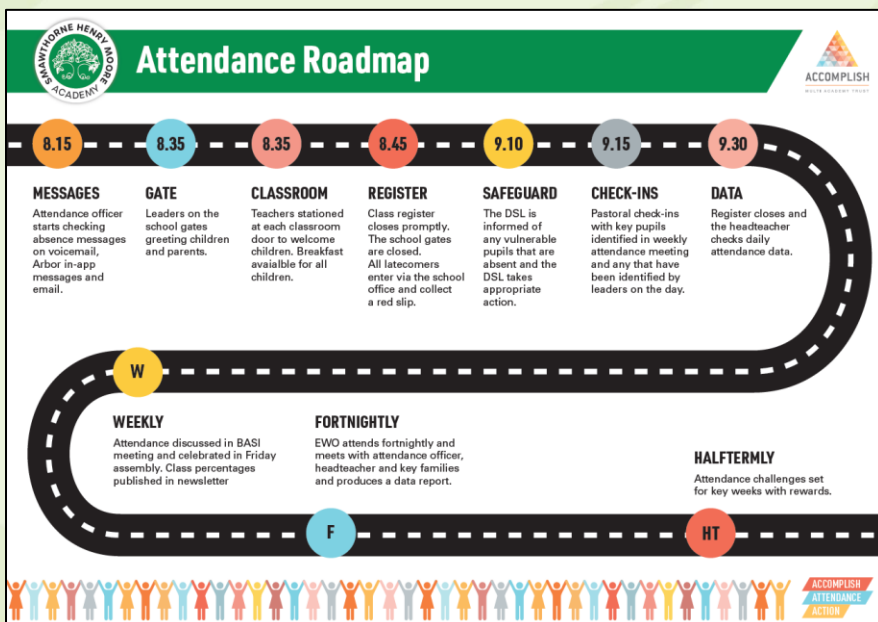 SMAWTHORNE HENRY MOORE
ACADEMY
Attendance Roadmap
ACCOMPLISH
MULTI ACADEMY TRUST
8.15
8.35
8.35
8.45
9.10
9.15
9.30
MESSAGES
Attendance officer
starts checking
absence messages
on voicemail,
Arbor in-app
messages and
email.
GATE
Leaders on the
school gates
greeting children
and parents.
CLASSROOM
Teachers stationed
at each classroom
door to welcome
children. Breakfast
avaialble for all
children.
REGISTER
Class register
closes promptly.
The school gates
are closed.
All latecomers
enter via the school
office and collect
a red slip.
SAFEGUARD
The DSL is
informed of
any vulnerable
pupils that are
absent and the
DSL takes
appropriate
action.
CHECK-INS
Pastoral check-ins
with key pupils
identified in weekly
attendance meeting
and any that have
been identified by
leaders on the day.
DATA
Register closes and
the headteacher
checks daily
attendance data.
W
WEEKLY
Attendance discussed in BASI
meeting and celebrated in Friday
assembly. Class percentages
published in newsletter
FORTNIGHTLY
EWO attends fortnightly and
meets with attendance officer,
headteacher and key families
and produces a data report.
HALFTERMLY
Attendance challenges set
for key weeks with rewards.
F
HT
ACCOMPLISH
ATTENDANCE
ACTION